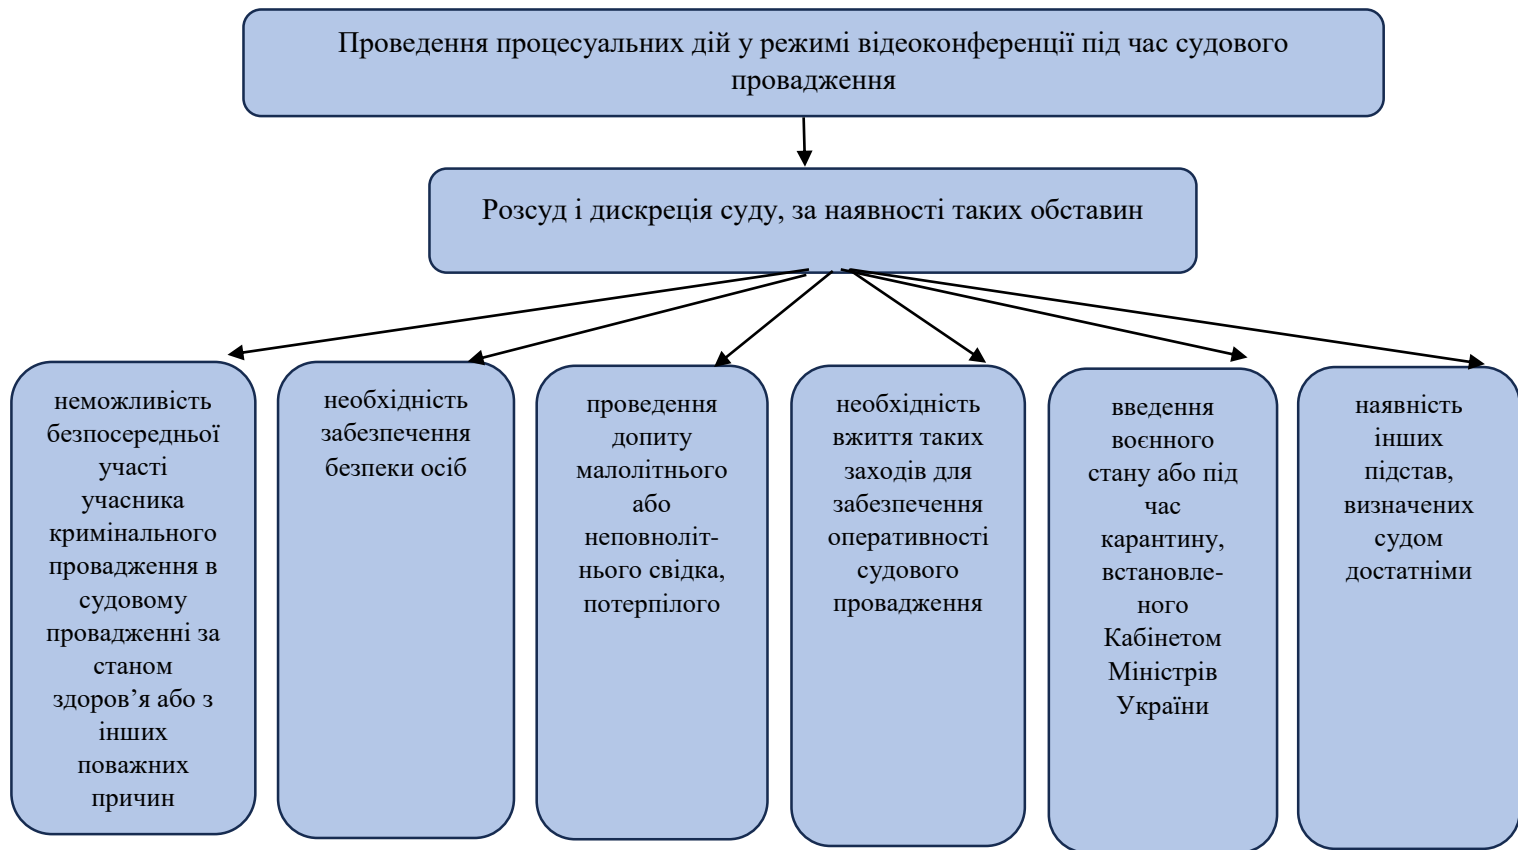 Проведення процесуальних дій у режимі відеоконференції під час судового
провадження
Розсуд і дискреція суду, за наявності таких обставин
неможливість
безпосередньої
участі
учасника
кримінального
провадження в
судовому
провадженні за
станом
здоров’я або з
інших
поважних
причин
необхідність
забезпечення
безпеки осіб
проведення
допиту
малолітнього
або
неповноліт-
нього свідка,
потерпілого
необхідність
вжиття таких
заходів для
забезпечення
оперативності
судового
провадження
введення
воєнного
стану або під
час
карантину,
встановле-
ного
Кабінетом
Міністрів
України
наявність
інших
підстав,
визначених
судом
достатніми